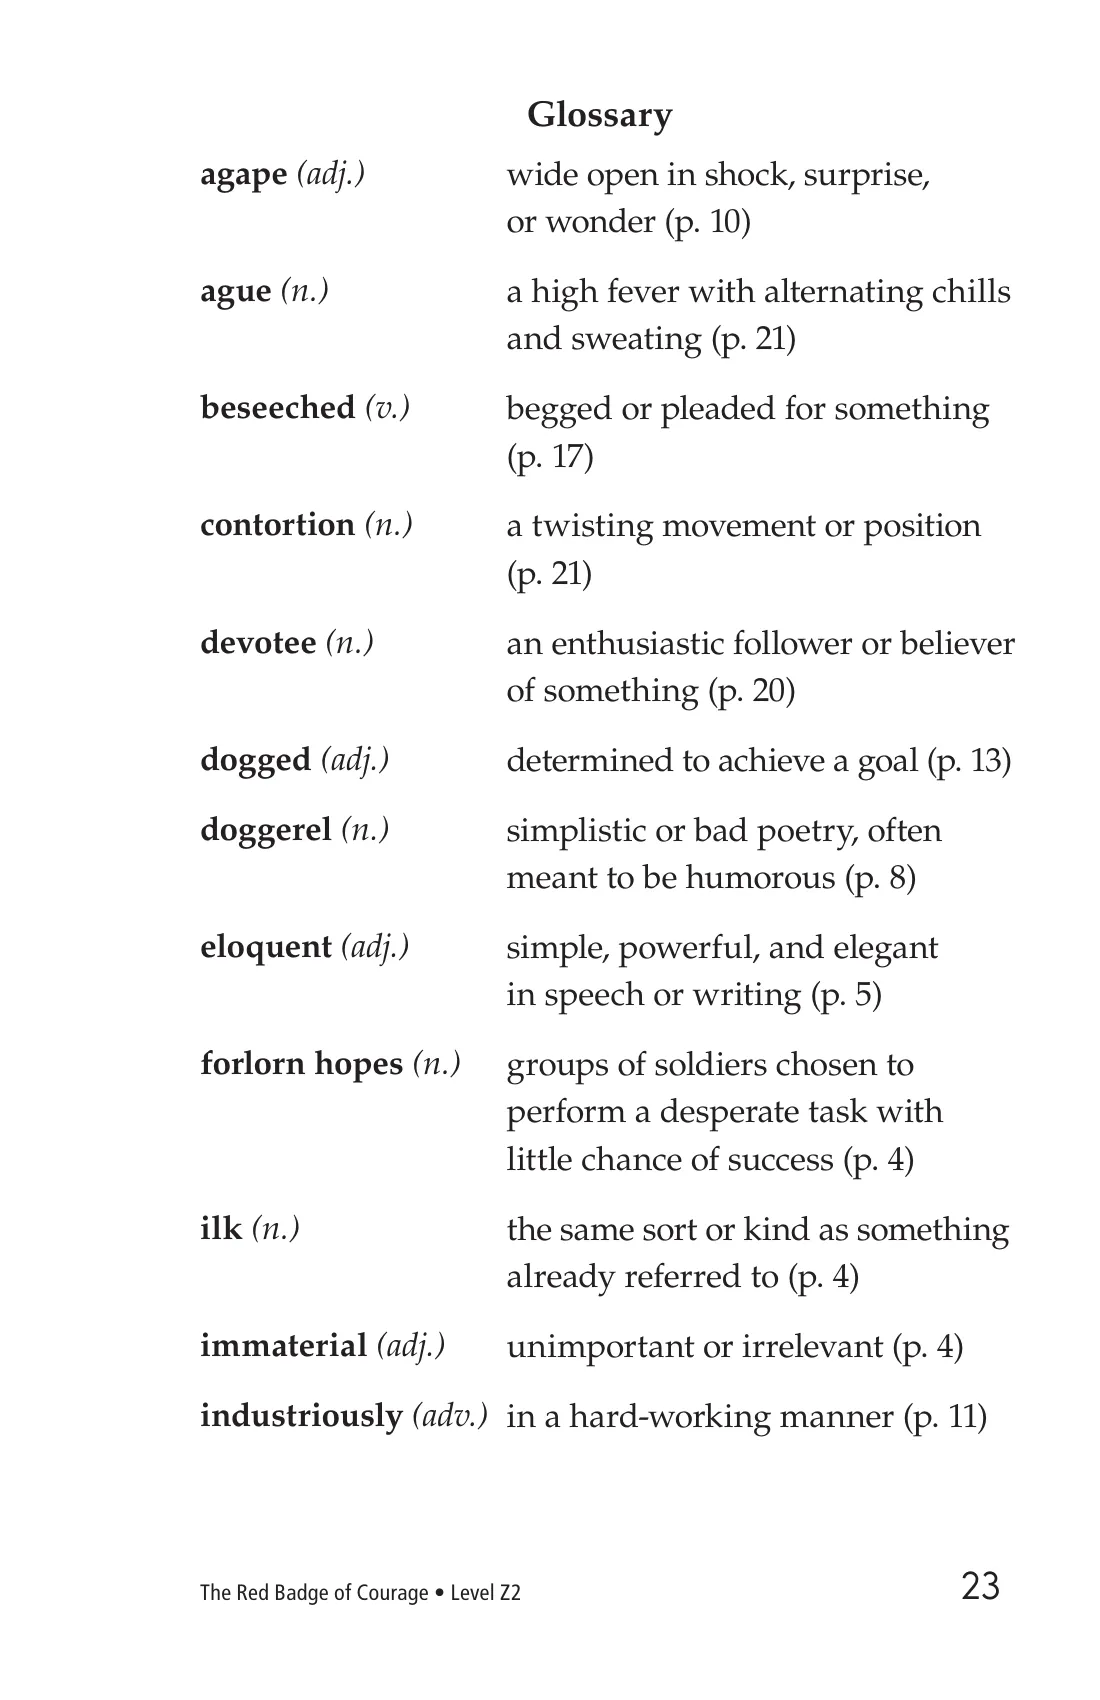 Glossary
agape (adj.) wide open in shock, surprise,
or wonder (p. 10)
ague (n.) a high fever with alternating chills
and sweating (p. 21)
beseeched (v.) begged or pleaded for something
(p. 17)
contortion (n.) a twisting movement or position
(p. 21)
devotee (n.) an enthusiastic follower or believer
of something (p. 20)
dogged (adj.) determined to achieve a goal (p. 13)
doggerel (n.) simplistic or bad poetry, often
meant to be humorous (p. 8)
eloquent (adj.) simple, powerful, and elegant
in speech or writing (p. 5)
forlorn hopes (n.) groups of soldiers chosen to
perform a desperate task with
little chance of success (p. 4)
ilk (n.) the same sort or kind as something
already referred to (p. 4)
immaterial (adj.) unimportant or irrelevant (p. 4)
industriously (adv.) in a hard-working manner (p. 11)
The Red Badge of Courage • Level Z2 23